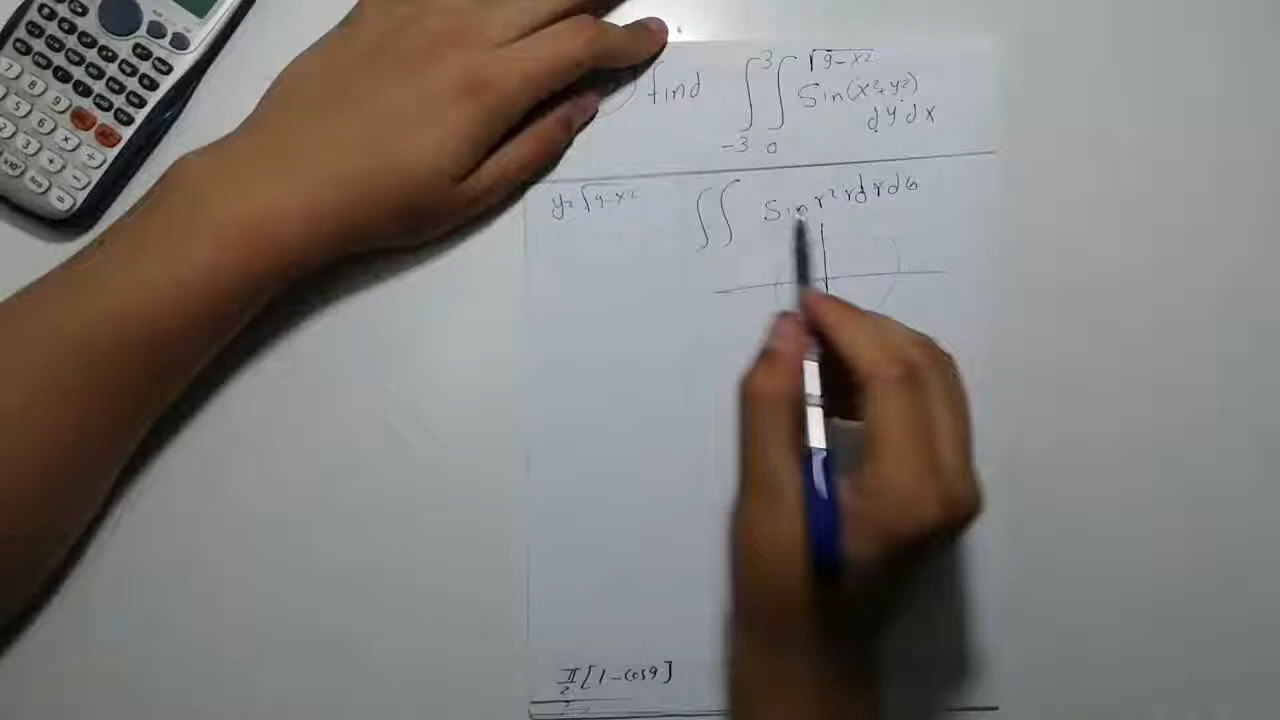 find ∫₋₃³ ∫₀^√(9-x²) Sin(x²+y²) dy dx
y=√(9-x²) ∫∫ Sin r² r dr dθ
π/2 [1-cos9]